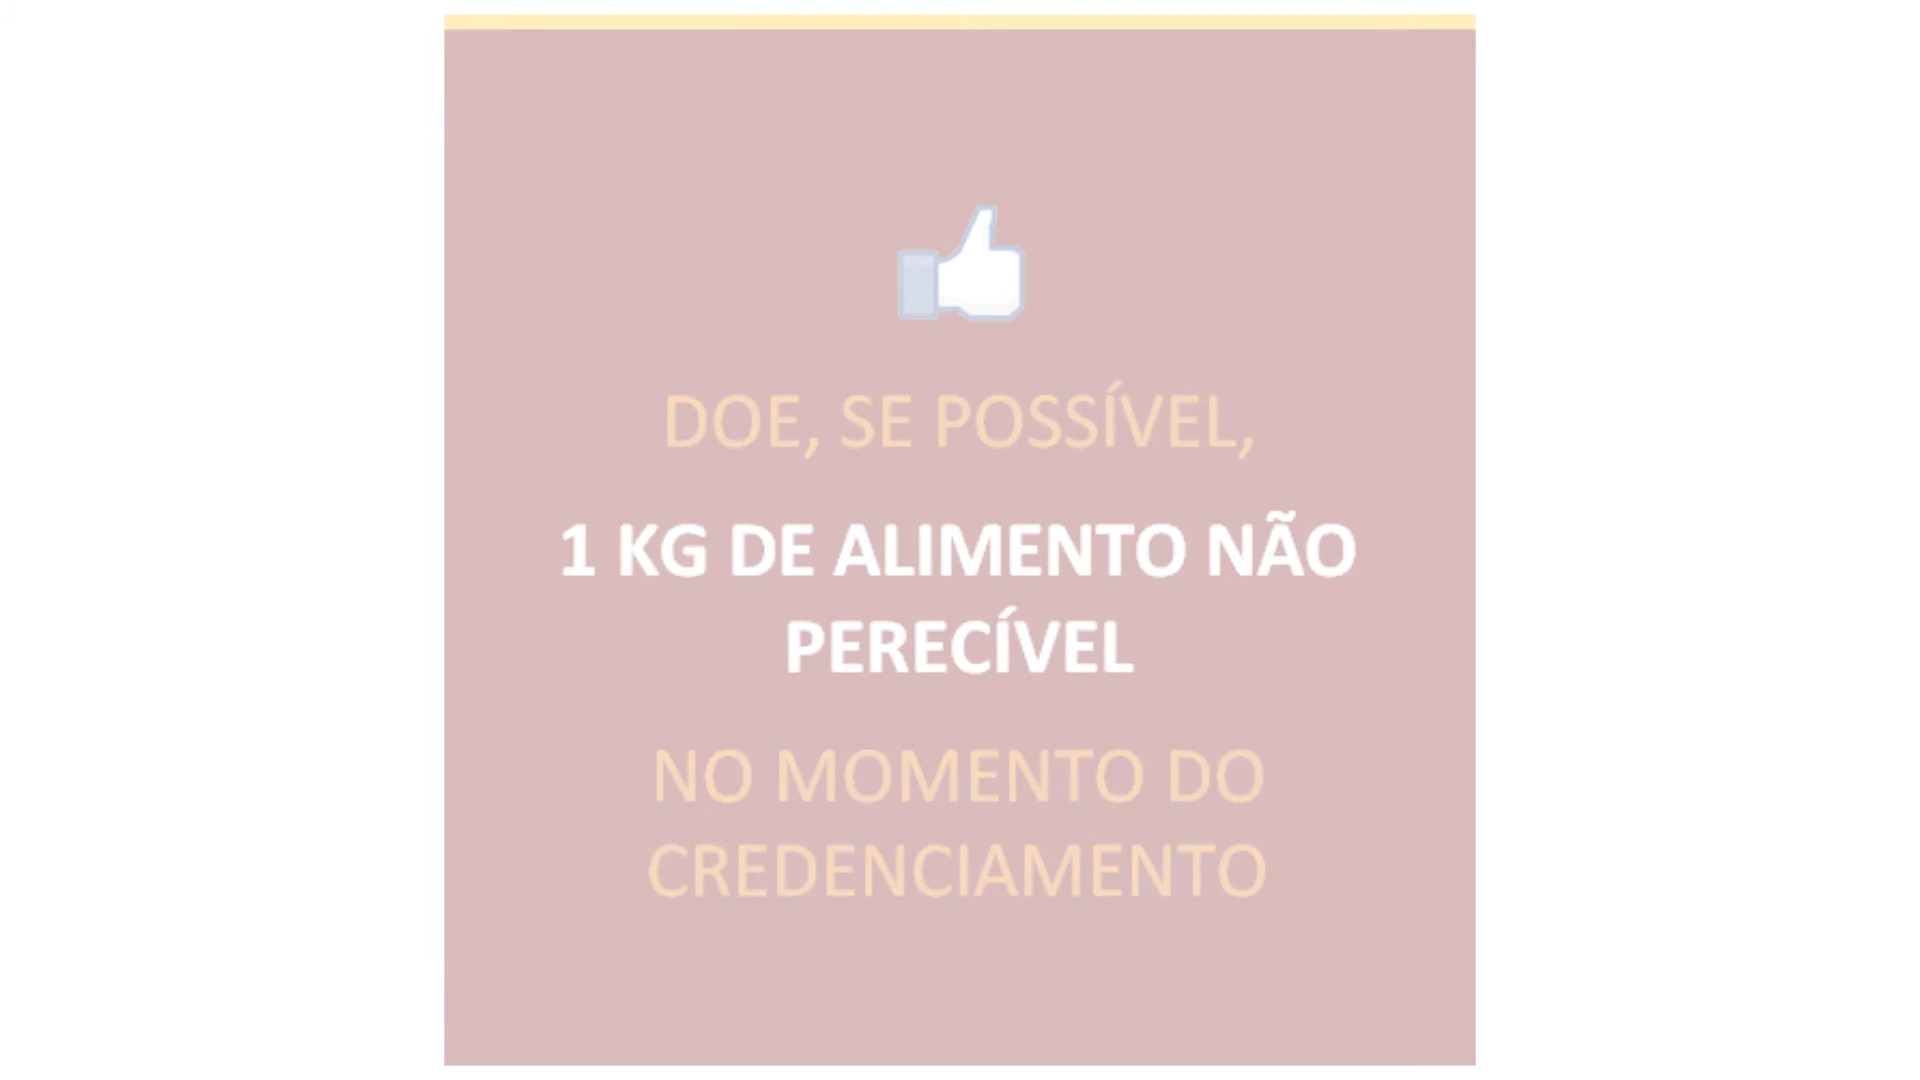 DOE, SE POSSÍVEL,
1 KG DE ALIMENTO NÃO
PERECÍVEL
NO MOMENTO DO
CREDENCIAMENTO